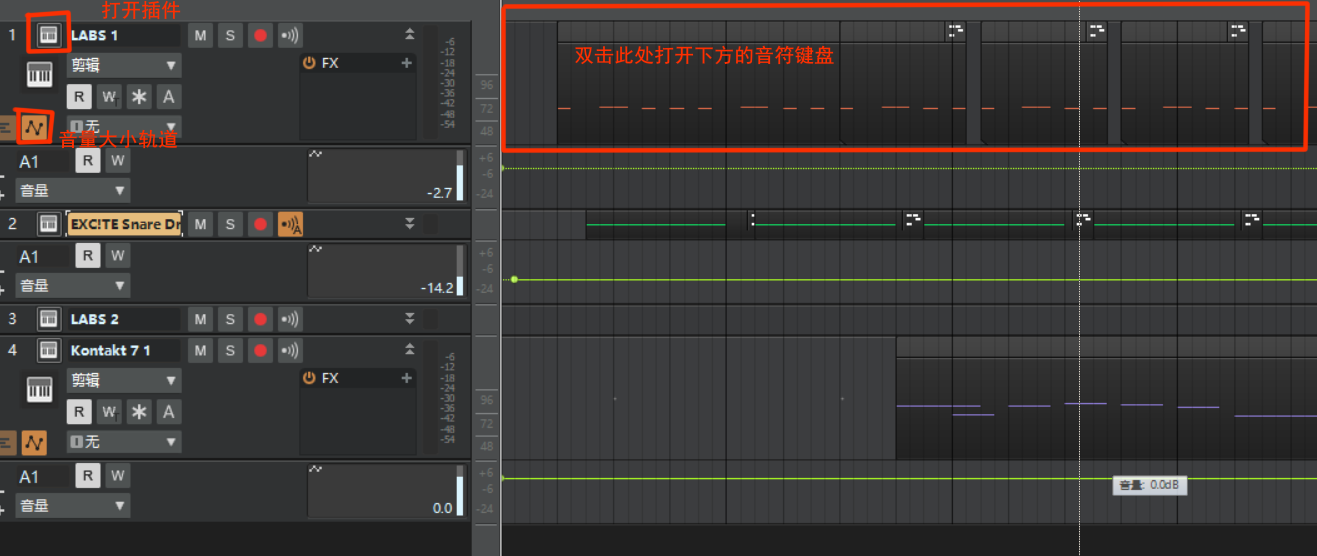 打开插件
1 LABS 1 M S
剪辑 FX +
R W * A
I 无
音量大小轨道
双击此处打开下方的音符键盘
-6
-12
-18
-24
-30
-36
-42
-48
-54
96
72
48
A1 R W
音量 -2.7
+6
-6
-24
2 EXC!TE Snare Dr M S A
A1 R W
音量 -14.2
+6
-6
-24
3 LABS 2 M S
4 Kontakt 7 1 M S
剪辑 FX +
R W * A
I 无
-6
-12
-18
-24
-30
-36
-42
-48
-54
96
72
48
A1 R W
音量 0.0
+6
-6
-24
音量: 0.0dB